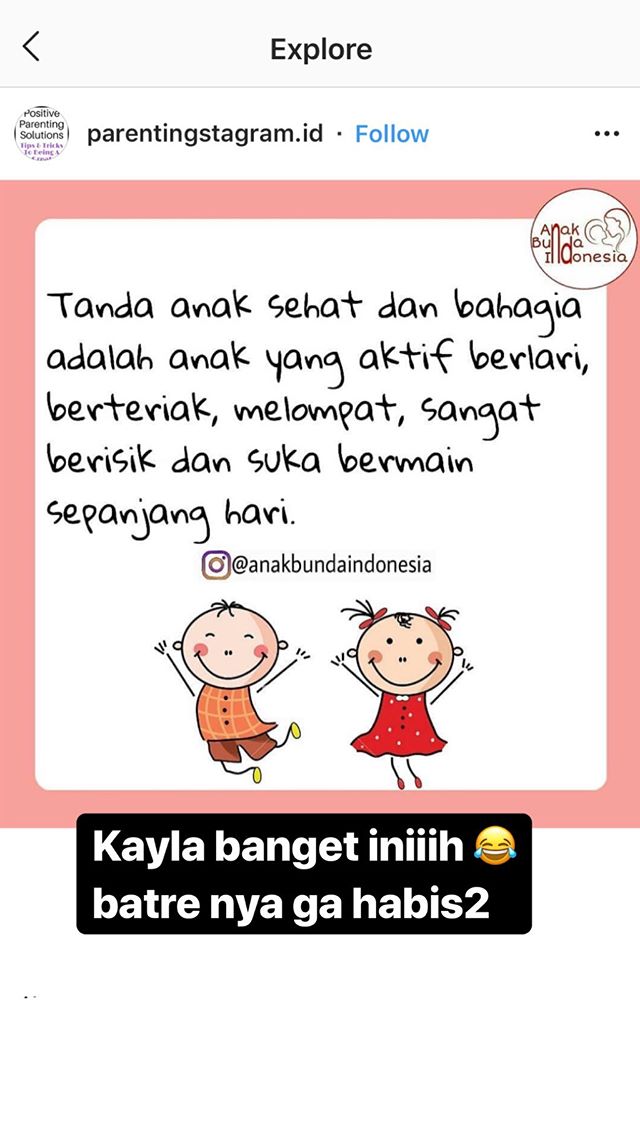 Explore
Positive
Parenting
Solutions
Tips & Tricks
To Being A
parentingstagram.id · Follow
Anak
Bunda
Indonesia
Tanda anak sehat dan bahagia
adalah anak yang aktif berlari,
berteriak, melompat, sangat
berisik dan suka bermain
sepanjang hari.
@anakbundaindonesia
Kayla banget iniiih 😂
batre nya ga habis2